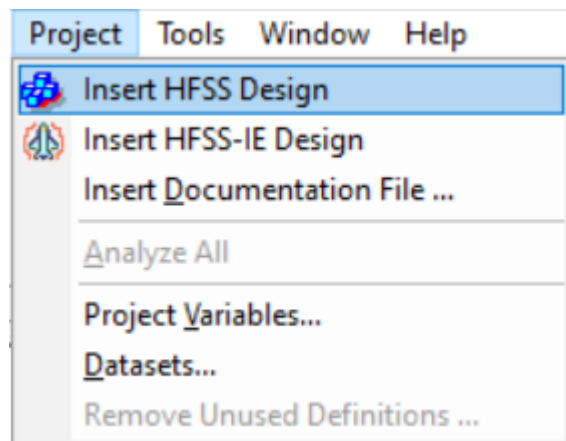 Project Tools Window Help
Insert HFSS Design
Insert HFSS-IE Design
Insert Documentation File ...
Analyze All
Project Variables...
Datasets...
Remove Unused Definitions ...